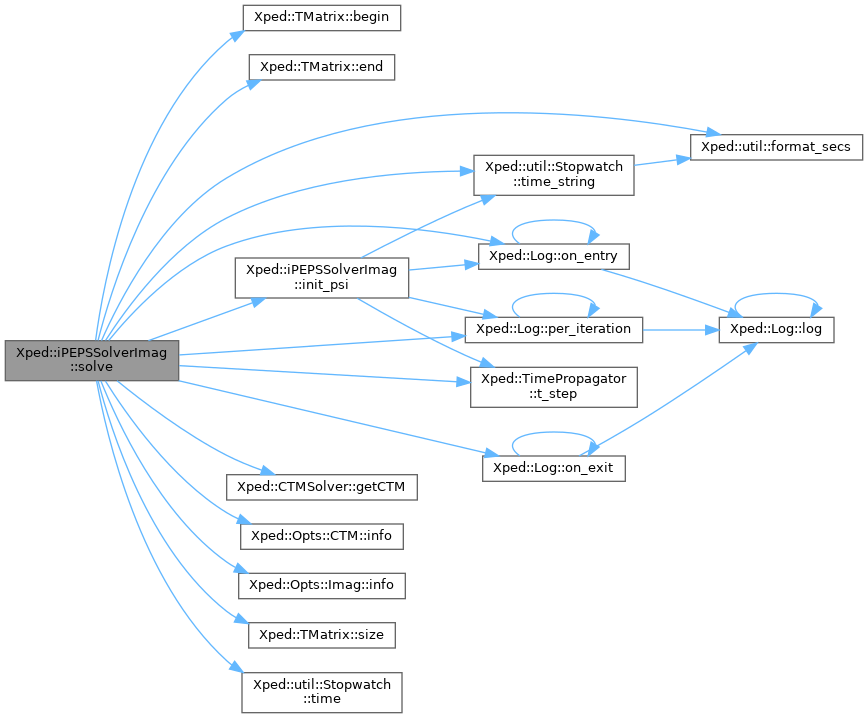 Xped::TMatrix::begin
Xped::TMatrix::end
Xped::util::format_secs
Xped::util::Stopwatch
::time_string
Xped::Log::on_entry
Xped::iPEPSSolverImag
::init_psi
Xped::Log::per_iteration
Xped::Log::log
Xped::iPEPSSolverImag
::solve
Xped::TimePropagator
::t_step
Xped::Log::on_exit
Xped::CTMSolver::getCTM
Xped::Opts::CTM::info
Xped::Opts::Imag::info
Xped::TMatrix::size
Xped::util::Stopwatch
::time